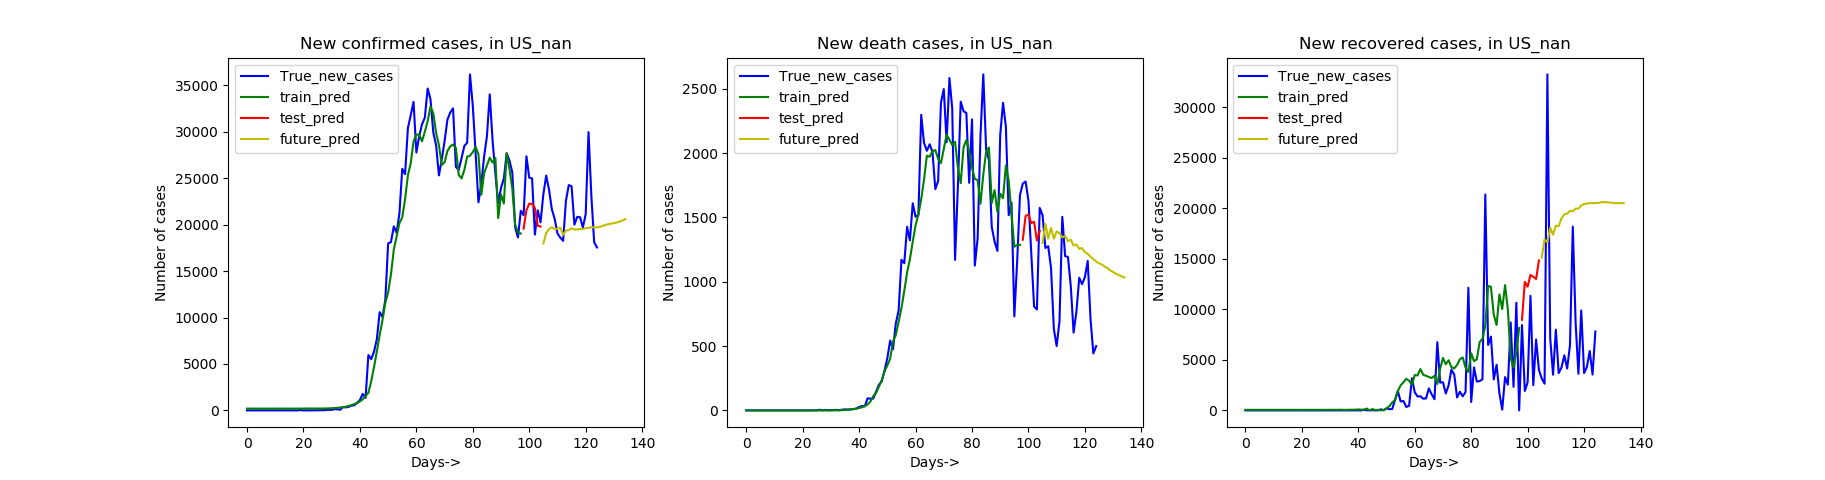 New confirmed cases, in US_nan
True_new_cases
train_pred
test_pred
future_pred
35000
30000
25000
20000
15000
10000
5000
0
Number of cases
0 20 40 60 80 100 120 140
Days->
New death cases, in US_nan
True_new_cases
train_pred
test_pred
future_pred
2500
2000
1500
1000
500
0
Number of cases
0 20 40 60 80 100 120 140
Days->
New recovered cases, in US_nan
True_new_cases
train_pred
test_pred
future_pred
30000
25000
20000
15000
10000
5000
0
Number of cases
0 20 40 60 80 100 120 140
Days->